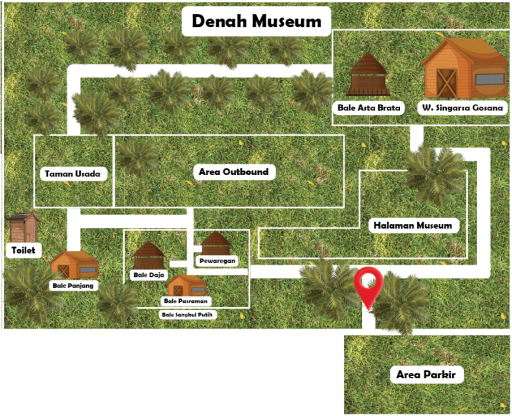 Denah Museum
Bale Asta Brata
W. Singarsa Gosana
Taman Usada
Area Outbound
Halaman Museum
Toilet
Bale Panjang
Bale Daja
Pewaregan
Bale Pasraman
Bale Sangkul Putih
Area Parkir